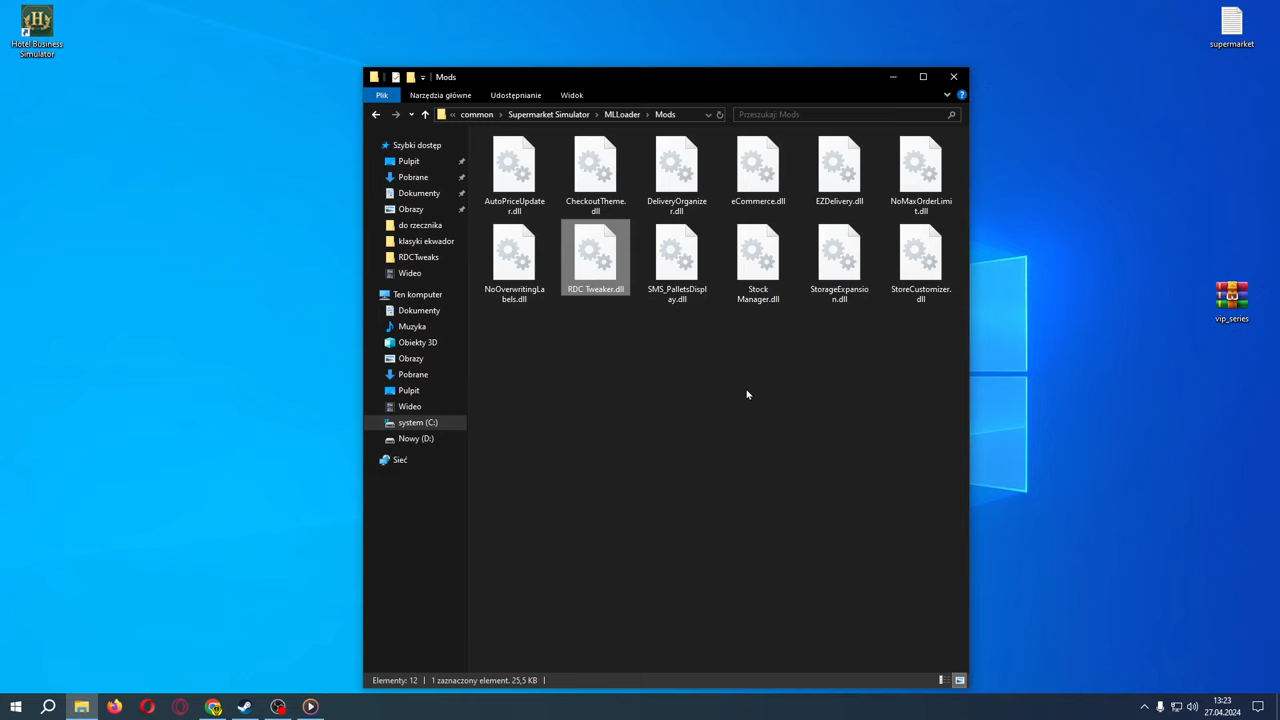 Hotel Business
Simulator
supermarket
vip_series
Mods
Plik
Narzędzia główne
Udostępnianie
Widok
common
Supermarket Simulator
MLLoader
Mods
Przeszukaj: Mods
Szybki dostęp
Pulpit
Pobrane
Dokumenty
Obrazy
do rzecznika
klasyki ekwador
RDCTweaks
Wideo
Ten komputer
Dokumenty
Muzyka
Obiekty 3D
Obrazy
Pobrane
Pulpit
Wideo
system (C:)
Nowy (D:)
Sieć
AutoPriceUpdate
r.dll
CheckoutTheme.
dll
DeliveryOrganize
r.dll
eCommerce.dll
EZDelivery.dll
NoMaxOrderLimi
t.dll
NoOverwritingLa
bels.dll
RDC Tweaker.dll
SMS_PalletsDispl
ay.dll
Stock
Manager.dll
StorageExpansio
n.dll
StoreCustomizer.
dll
Elementy: 12
1 zaznaczony element. 25,5 KB
13:23
27.04.2024